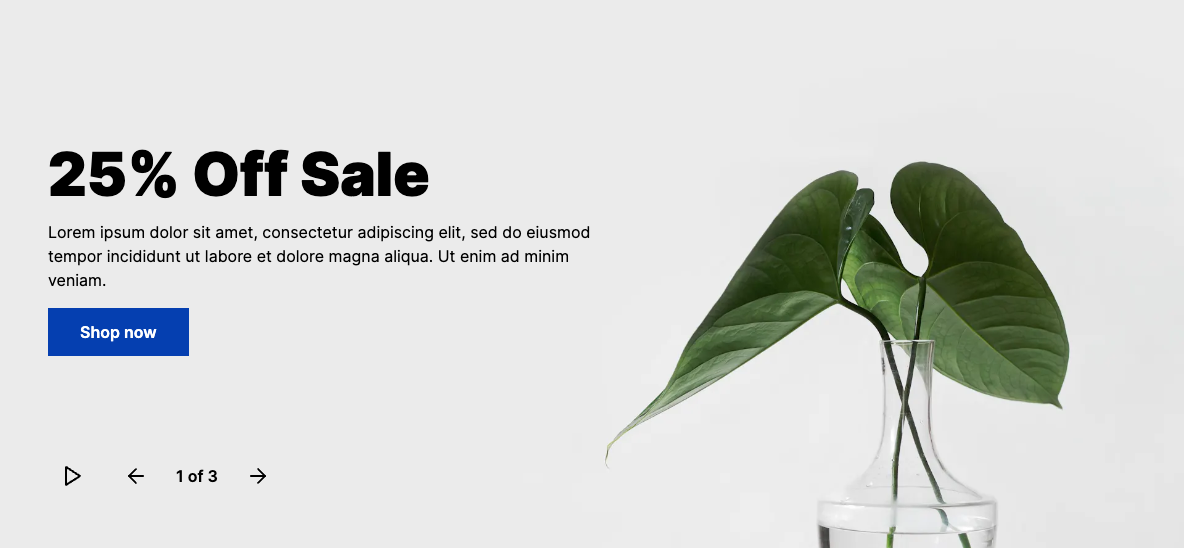 25% Off Sale
Lorem ipsum dolor sit amet, consectetur adipiscing elit, sed do eiusmod
tempor incididunt ut labore et dolore magna aliqua. Ut enim ad minim
veniam.
Shop now
1 of 3